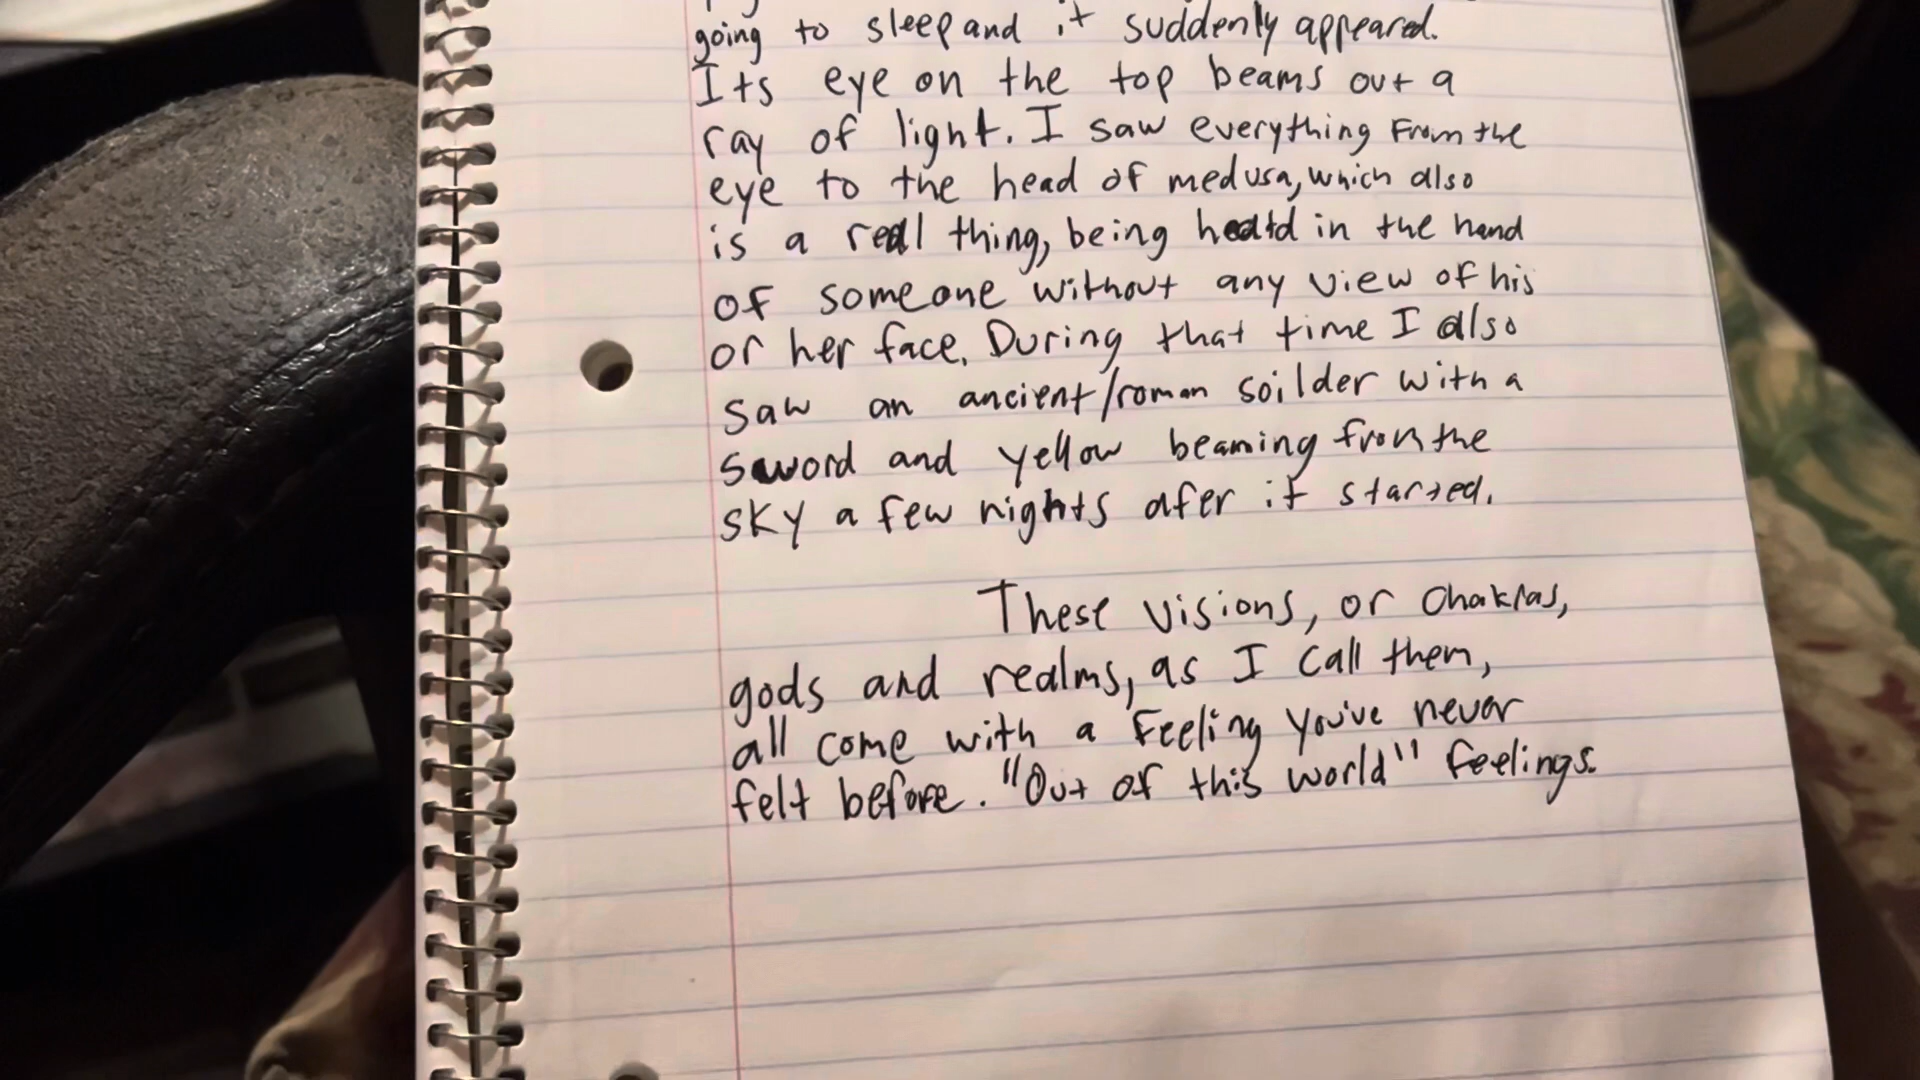 going to sleep and it suddenly appeared.
Its eye on the top beams out a
ray of light. I saw everything From the
eye to the head of medusa, which also
is a real thing, being heald in the hand
of someone without any view of his
or her face. During that time I also
saw an ancient/roman soilder with a
sword and yellow beaming from the
sky a few nights afer it started.
These visions, or Chakras,
gods and realms, as I call them,
all come with a Feeling you've never
felt before. "Out of this world" feelings.